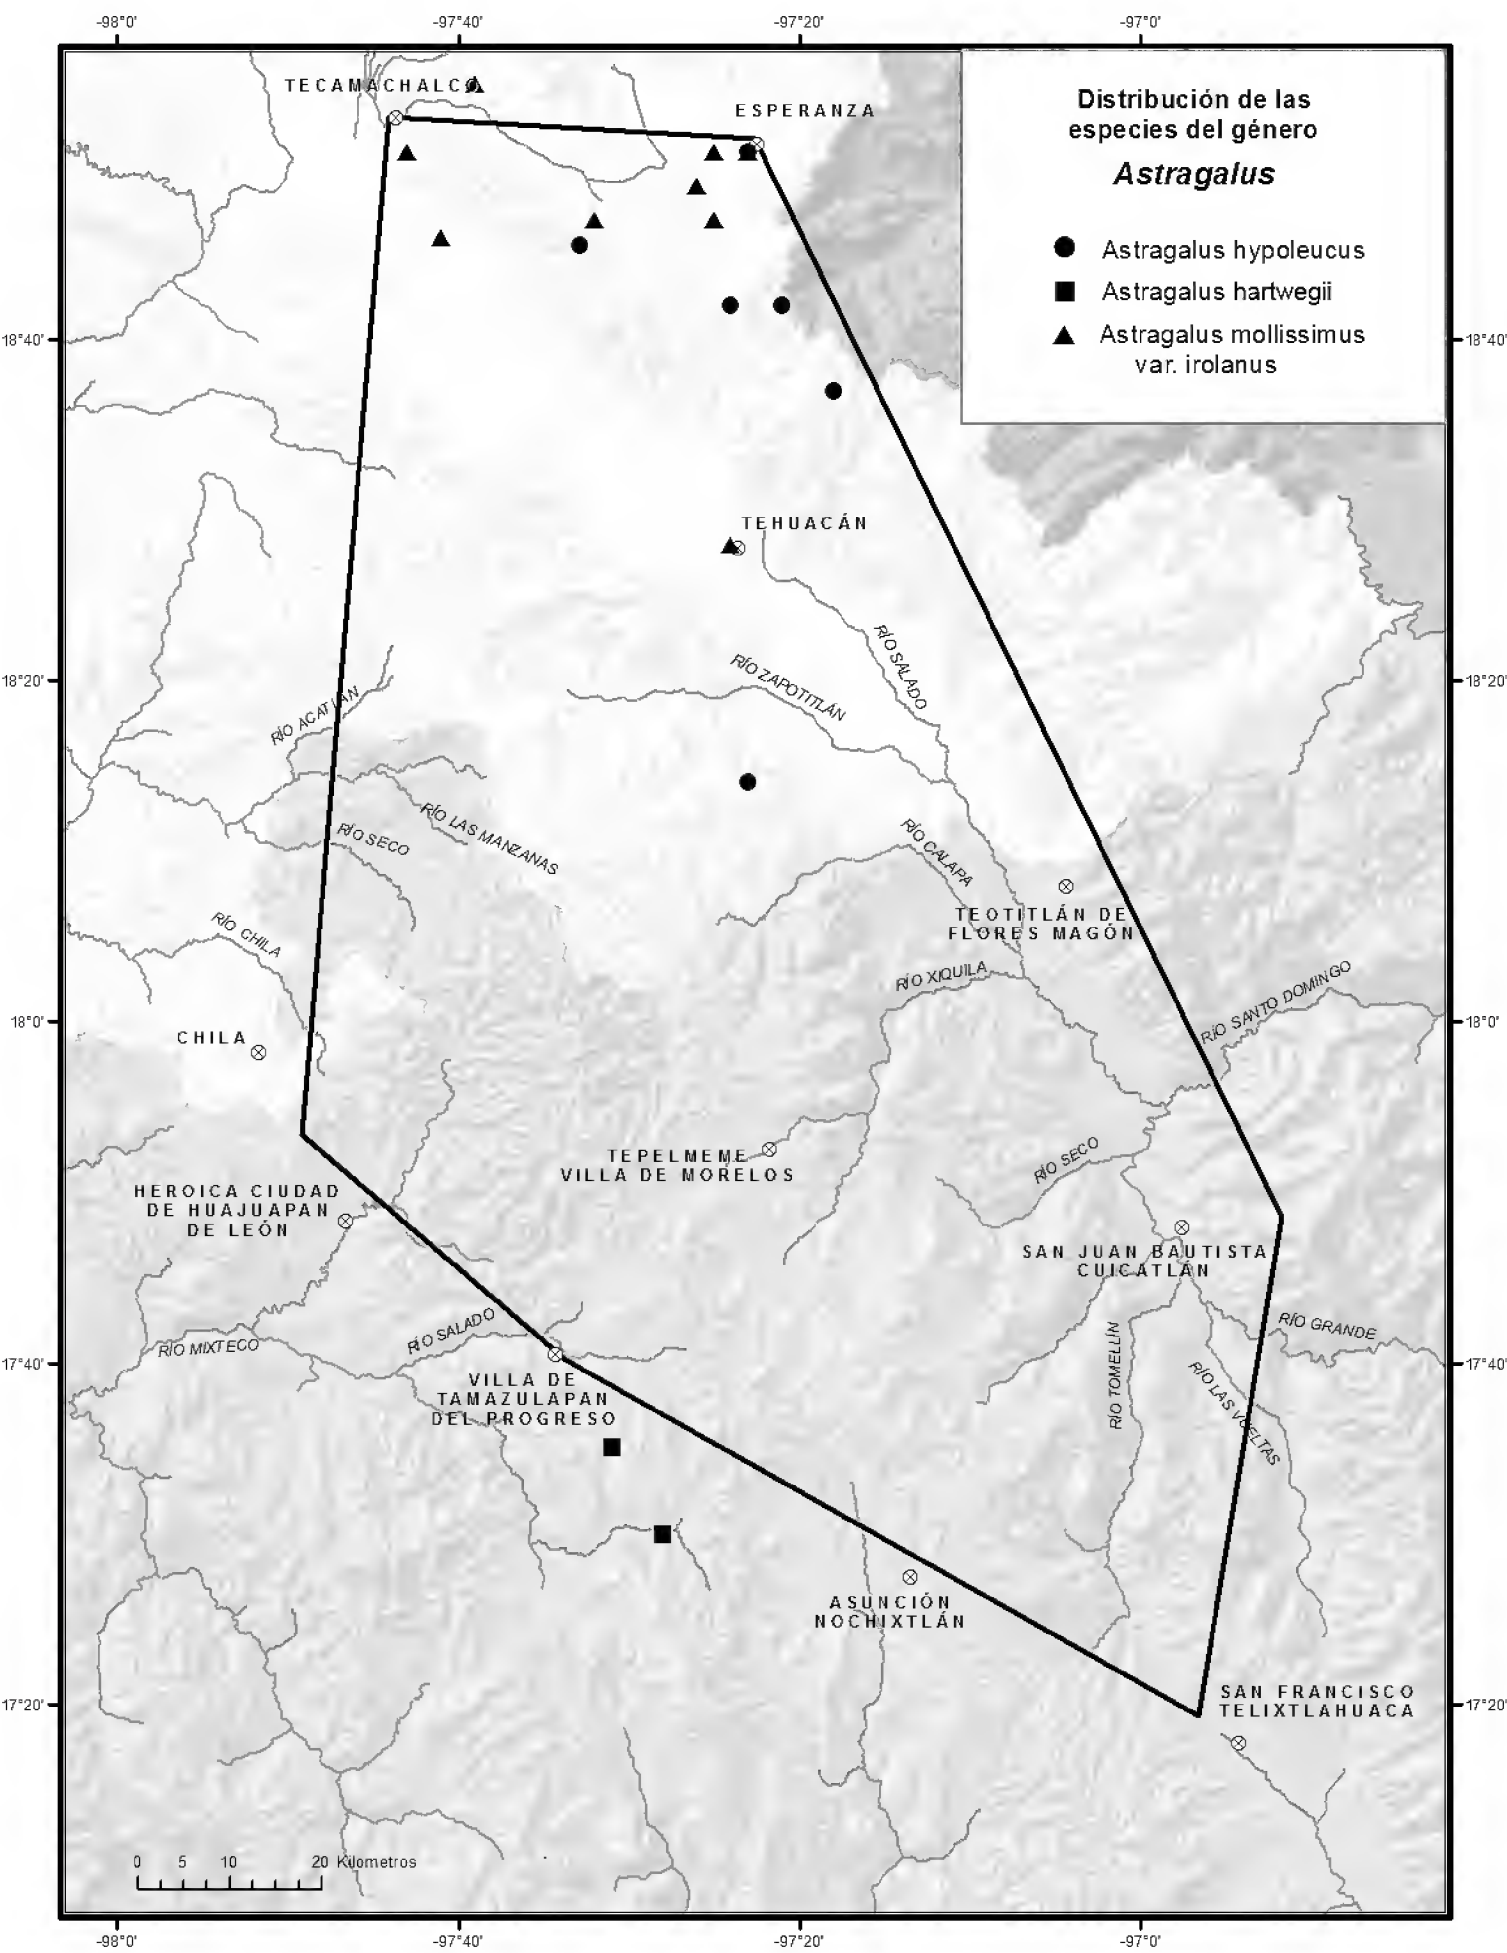 -98°0'
-97°40'
-97°20'
-97°0'
TECAMACHALCO
ESPERANZA
Distribución de las
especies del género
Astragalus
Astragalus hypoleucus
Astragalus hartwegii
Astragalus mollissimus
var. irolanus
18°40'
18°40'
TEHUACÁN
RÍO SALADO
RÍO ZAPOTITLÁN
18°20'
18°20'
RÍO ACATLÁN
RÍO LAS MANZANAS
RÍO SECO
RÍO CALAPA
TEOTITLÁN DE
FLORES MAGÓN
RÍO CHILA
RÍO XIQUILA
RÍO SANTO DOMINGO
18°0'
18°0'
CHILA
TEPELMEME
VILLA DE MORELOS
RÍO SECO
HEROICA CIUDAD
DE HUAJUAPAN
DE LEÓN
SAN JUAN BAUTISTA
CUICATLÁN
RÍO SALADO
RÍO MIXTECO
RÍO GRANDE
RÍO TOMELLÍN
17°40'
17°40'
VILLA DE
TAMAZULAPAN
DEL PROGRESO
RÍO LAS VUELTAS
ASUNCIÓN
NOCHIXTLÁN
SAN FRANCISCO
TELIXTLAHUACA
17°20'
17°20'
0 5 10 20 Kilometros
-98°0'
-97°40'
-97°20'
-97°0'